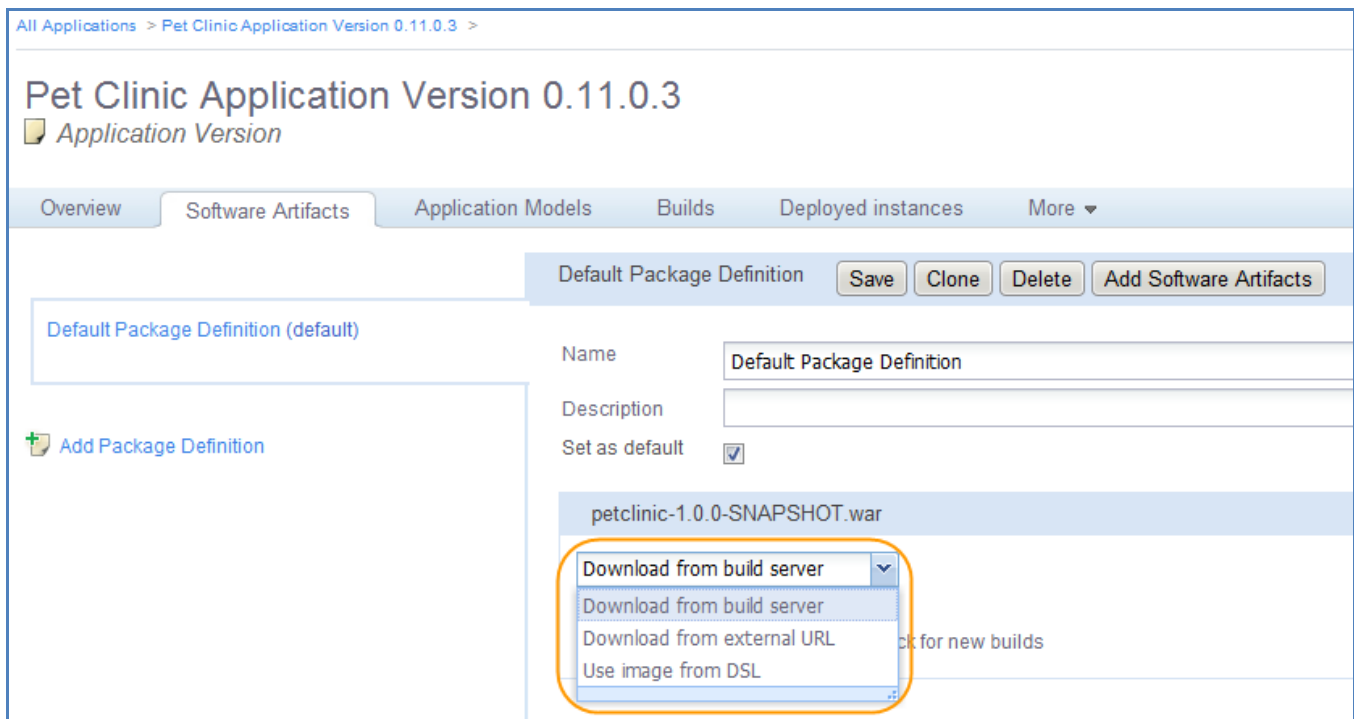 All Applications > Pet Clinic Application Version 0.11.0.3 >
Pet Clinic Application Version 0.11.0.3
Application Version
Overview Software Artifacts Application Models Builds Deployed instances More
Default Package Definition Save Clone Delete Add Software Artifacts
Default Package Definition (default)
Name Default Package Definition
Description
Add Package Definition
Set as default
petclinic-1.0.0-SNAPSHOT.war
Download from build server
Download from build server
Download from external URL
for new builds
Use image from DSL